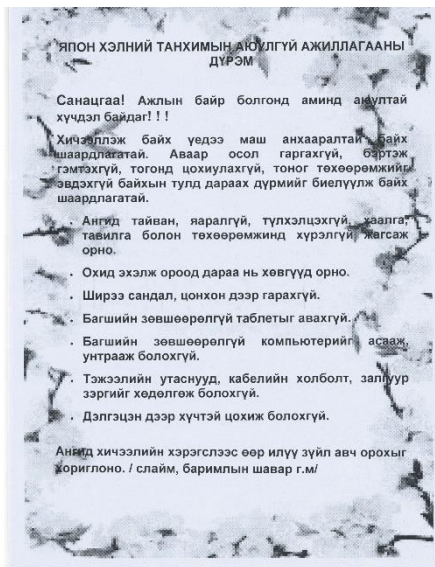 ЯПОН ХЭЛНИЙ ТАНХИМЫН АЮУЛГҮЙ АЖИЛЛАГААНЫ
ДҮРЭМ
Санацгаа! Ажлын байр болгонд аминд аюултай
хүчдэл байдаг! ! !
Хичээллэж байх үедээ маш анхааралтай байх
шаардлагатай. Аваар осол гаргахгүй, бэртэж
гэмтэхгүй, тогонд цохиулахгүй, тоног төхөөрөмжийг
эвдэхгүй байхын тулд дараах дүрмийг биелүүлж байх
шаардлагатай.
• Ангид тайван, яаралгүй, түлхэлцэхгүй, хаалга,
тавилга болон төхөөрөмжинд хүрэлгүй жагсаж
орно.
• Охид эхэлж ороод дараа нь хөвгүүд орно.
• Ширээ сандал, цонхон дээр гарахгүй.
• Багшийн зөвшөөрөлгүй таблетыг авахгүй.
• Багшийн зөвшөөрөлгүй компьютерийг асааж,
унтрааж болохгүй.
• Тэжээлийн утаснууд, кабелийн холболт, залгуур
зэргийг хөдөлгөж болохгүй.
• Дэлгэцэн дээр хүчтэй цохиж болохгүй.
Ангид хичээлийн хэрэгслээс өөр илүү зүйл авч орохыг
хориглоно. / слайм, баримлын шавар г.м/